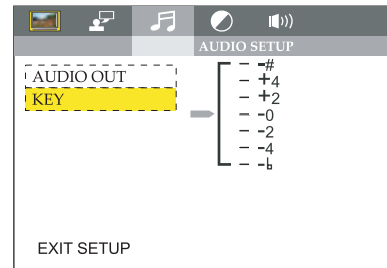 AUDIO SETUP
AUDIO OUT
KEY
– -#
– +4
– +2
– -0
– -2
– -4
– -♭
EXIT SETUP